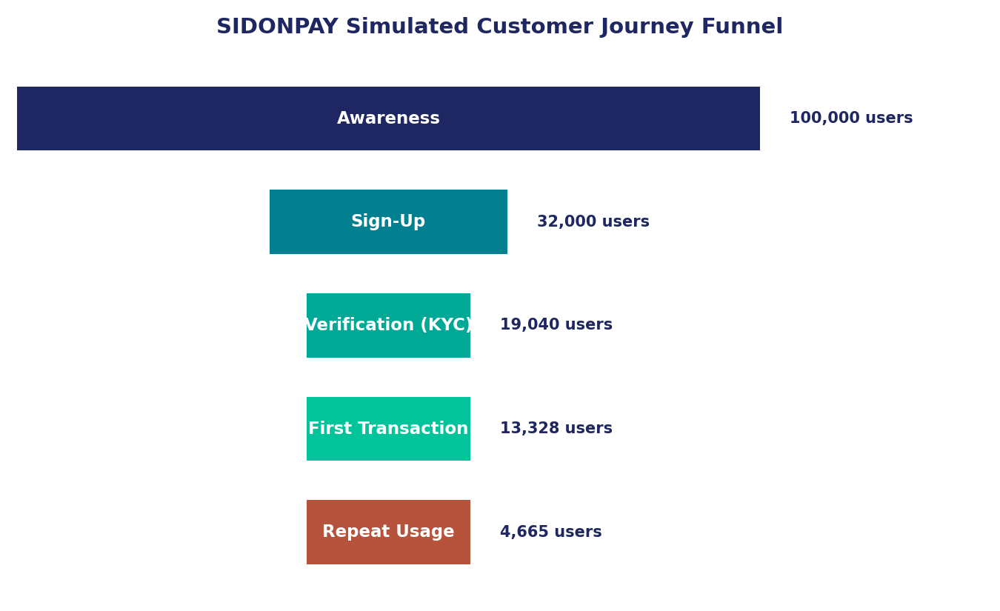 SIDONPAY Simulated Customer Journey Funnel
Awareness
100,000 users
Sign-Up
32,000 users
Verification (KYC)
19,040 users
First Transaction
13,328 users
Repeat Usage
4,665 users